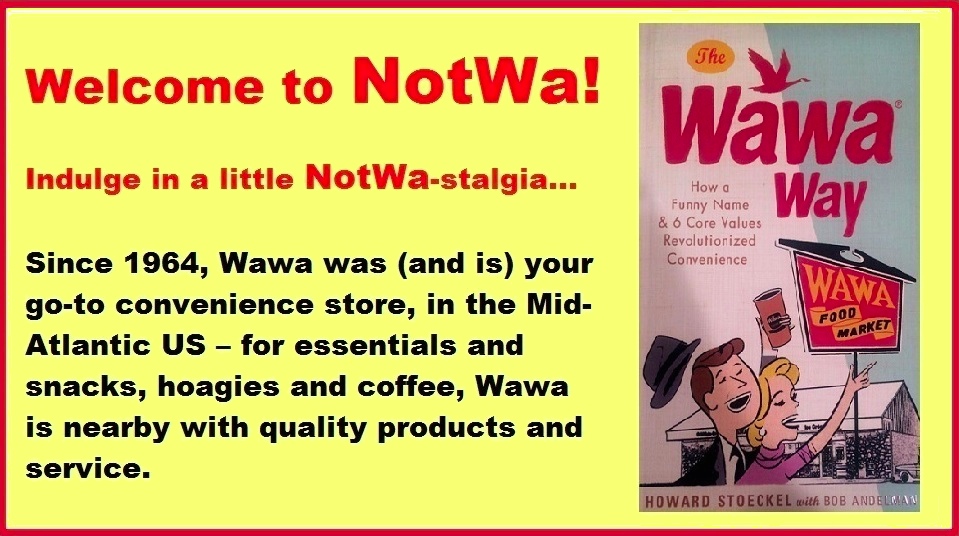 Welcome to NotWa!
Indulge in a little NotWa-stalgia...
Since 1964, Wawa was (and is) your
go-to convenience store, in the Mid-
Atlantic US – for essentials and
snacks, hoagies and coffee, Wawa
is nearby with quality products and
service.
The
Wawa®
Way
How a
Funny Name
& 6 Core Values
Revolutionized
Convenience
WAWA
FOOD
MARKET
HOWARD STOECKEL with BOB ANDELMAN